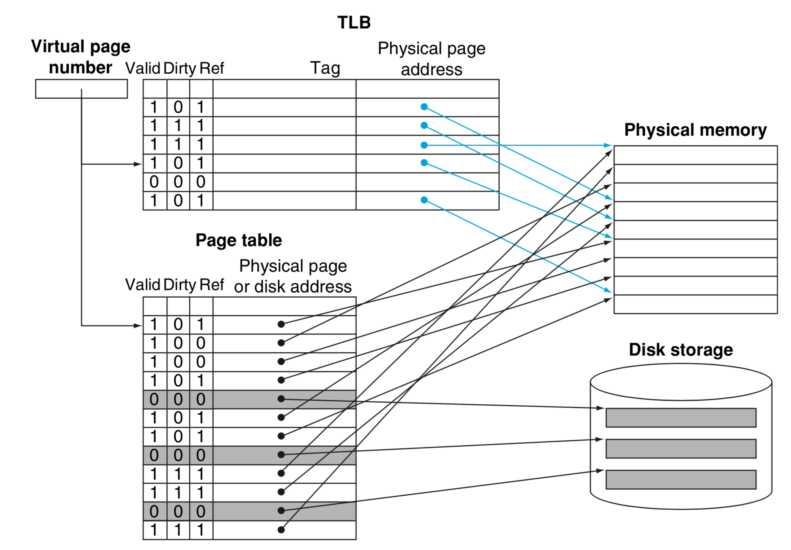 TLB
Virtual page
number
Valid Dirty Ref
Tag
Physical page
address
1 0 1
1 1 1
1 1 1
1 0 1
0 0 0
1 0 1
Physical memory
Page table
Valid Dirty Ref
Physical page
or disk address
1 0 1
1 0 0
1 0 0
1 0 1
0 0 0
1 0 1
1 0 1
0 0 0
1 1 1
1 1 1
0 0 0
1 1 1
Disk storage